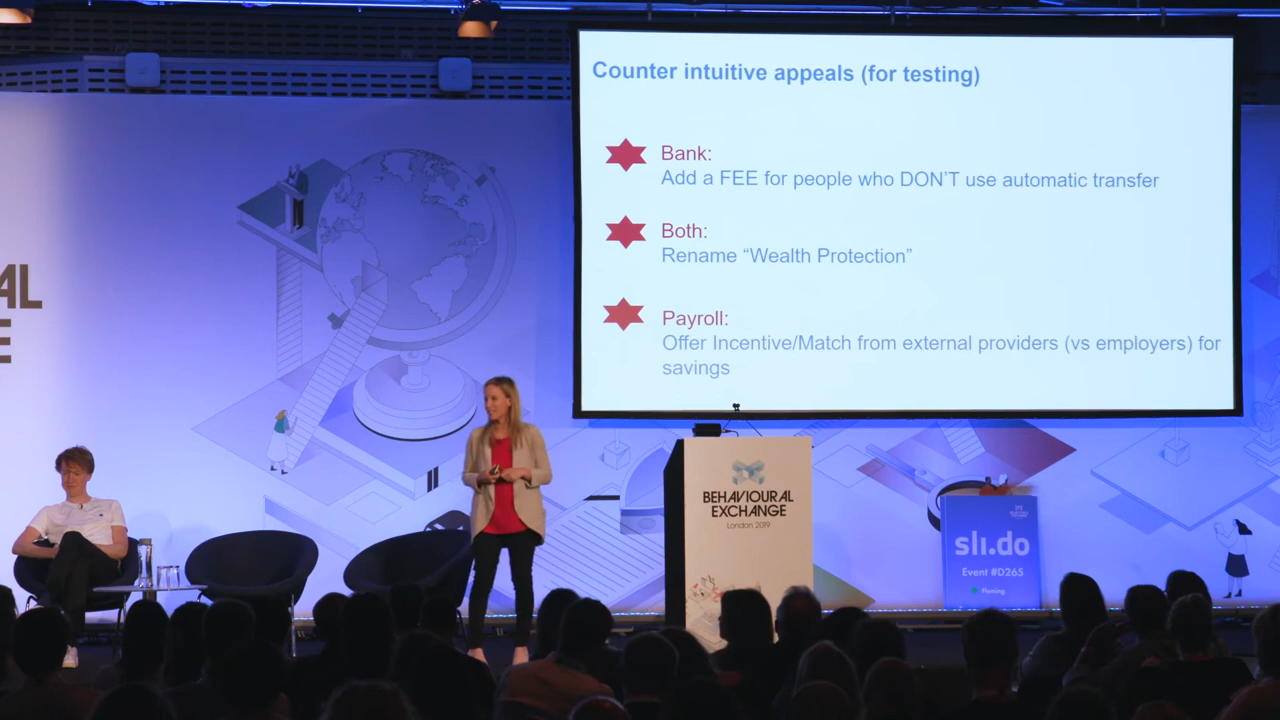 Counter intuitive appeals (for testing)
Bank:
Add a FEE for people who DON'T use automatic transfer
Both:
Rename “Wealth Protection”
Payroll:
Offer Incentive/Match from external providers (vs employers) for
savings
AL
E
BEHAVIOURAL
EXCHANGE
London 2019
sli.do
Event #D265
Fleming